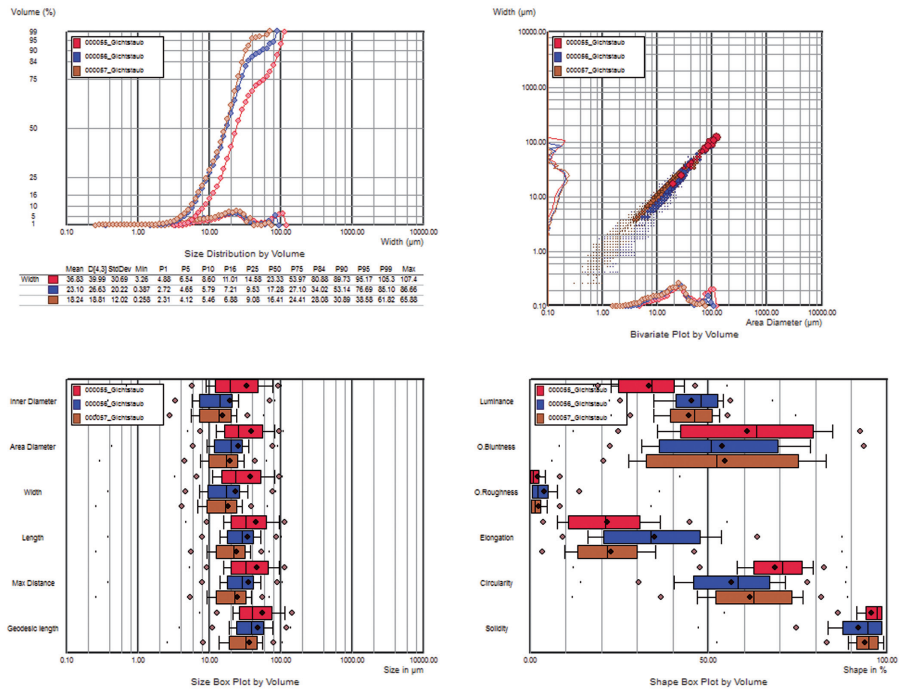 Volume (%)
99
95
90
84
75
50
25
16
10
5
1
000055_Gichtstaub
000056_Gichtstaub
000057_Gichtstaub
0.10 1.00 10.00 100.00 1000.00 10000.00
Width (µm)
Size Distribution by Volume
Mean D[4,3] StdDev Min P1 P5 P10 P16 P25 P50 P75 P84 P90 P95 P99 Max
Width 36.83 39.99 30.69 3.26 4.88 6.54 8.60 11.01 14.58 23.33 53.97 80.88 89.73 95.17 105.3 107.4
33.10 26.63 20.22 0.387 2.72 4.65 5.79 7.21 9.53 17.28 27.10 34.02 53.14 76.69 85.10 86.66
18.24 18.81 12.02 0.258 2.31 4.12 5.46 6.88 9.08 16.41 24.41 28.08 30.89 38.58 61.82 65.88
Width (µm)
10000.00
1000.00
100.00
10.00
1.00
0.10
000055_Gichtstaub
000056_Gichtstaub
000057_Gichtstaub
0.10 1.00 10.00 100.00 1000.00 10000.00
Area Diameter (µm)
Bivariate Plot by Volume
000055_Gichtstaub
000056_Gichtstaub
000057_Gichtstaub
Inner Diameter
Area Diameter
Width
Length
Max Distance
Geodesic length
0.10 1.00 10.00 100.00 1000.00 10000.00
Size in µm
Size Box Plot by Volume
000055_Gichtstaub
000056_Gichtstaub
000057_Gichtstaub
Luminance
O.Bluntness
O.Roughness
Elongation
Circularity
Solidity
0.00 50.00 100.00
Shape in %
Shape Box Plot by Volume